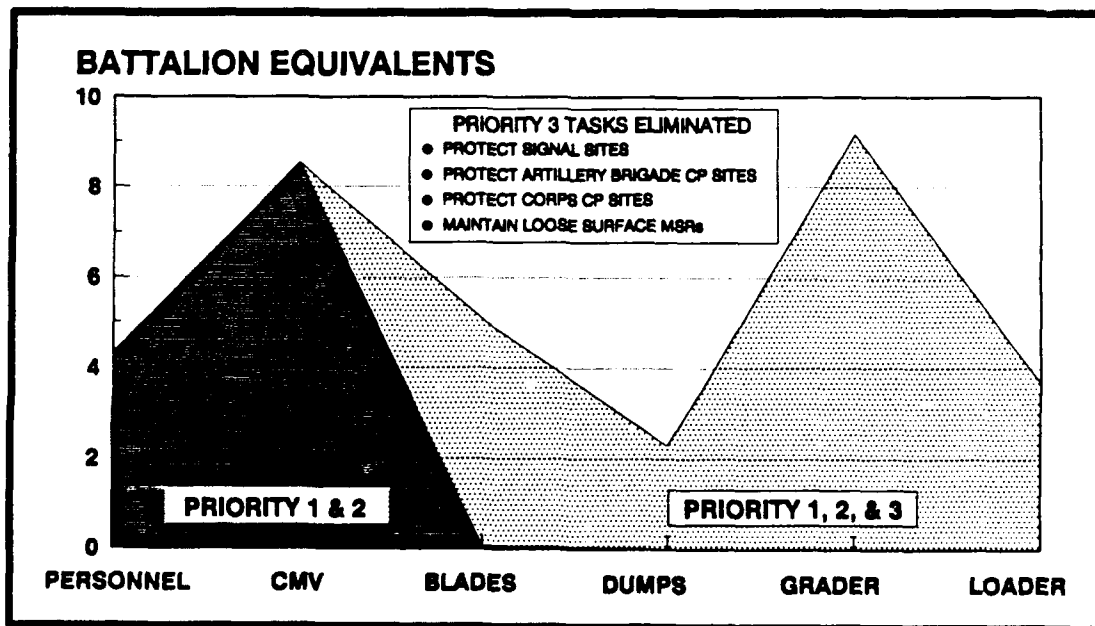 BATTALION EQUIVALENTS
10
8
6
4
2
0
PRIORITY 3 TASKS ELIMINATED
● PROTECT SIGNAL SITES
● PROTECT ARTILLERY BRIGADE CP SITES
● PROTECT CORPS CP SITES
● MAINTAIN LOOSE SURFACE MSRs
PRIORITY 1 & 2
PRIORITY 1, 2, & 3
PERSONNEL CMV BLADES DUMPS GRADER LOADER